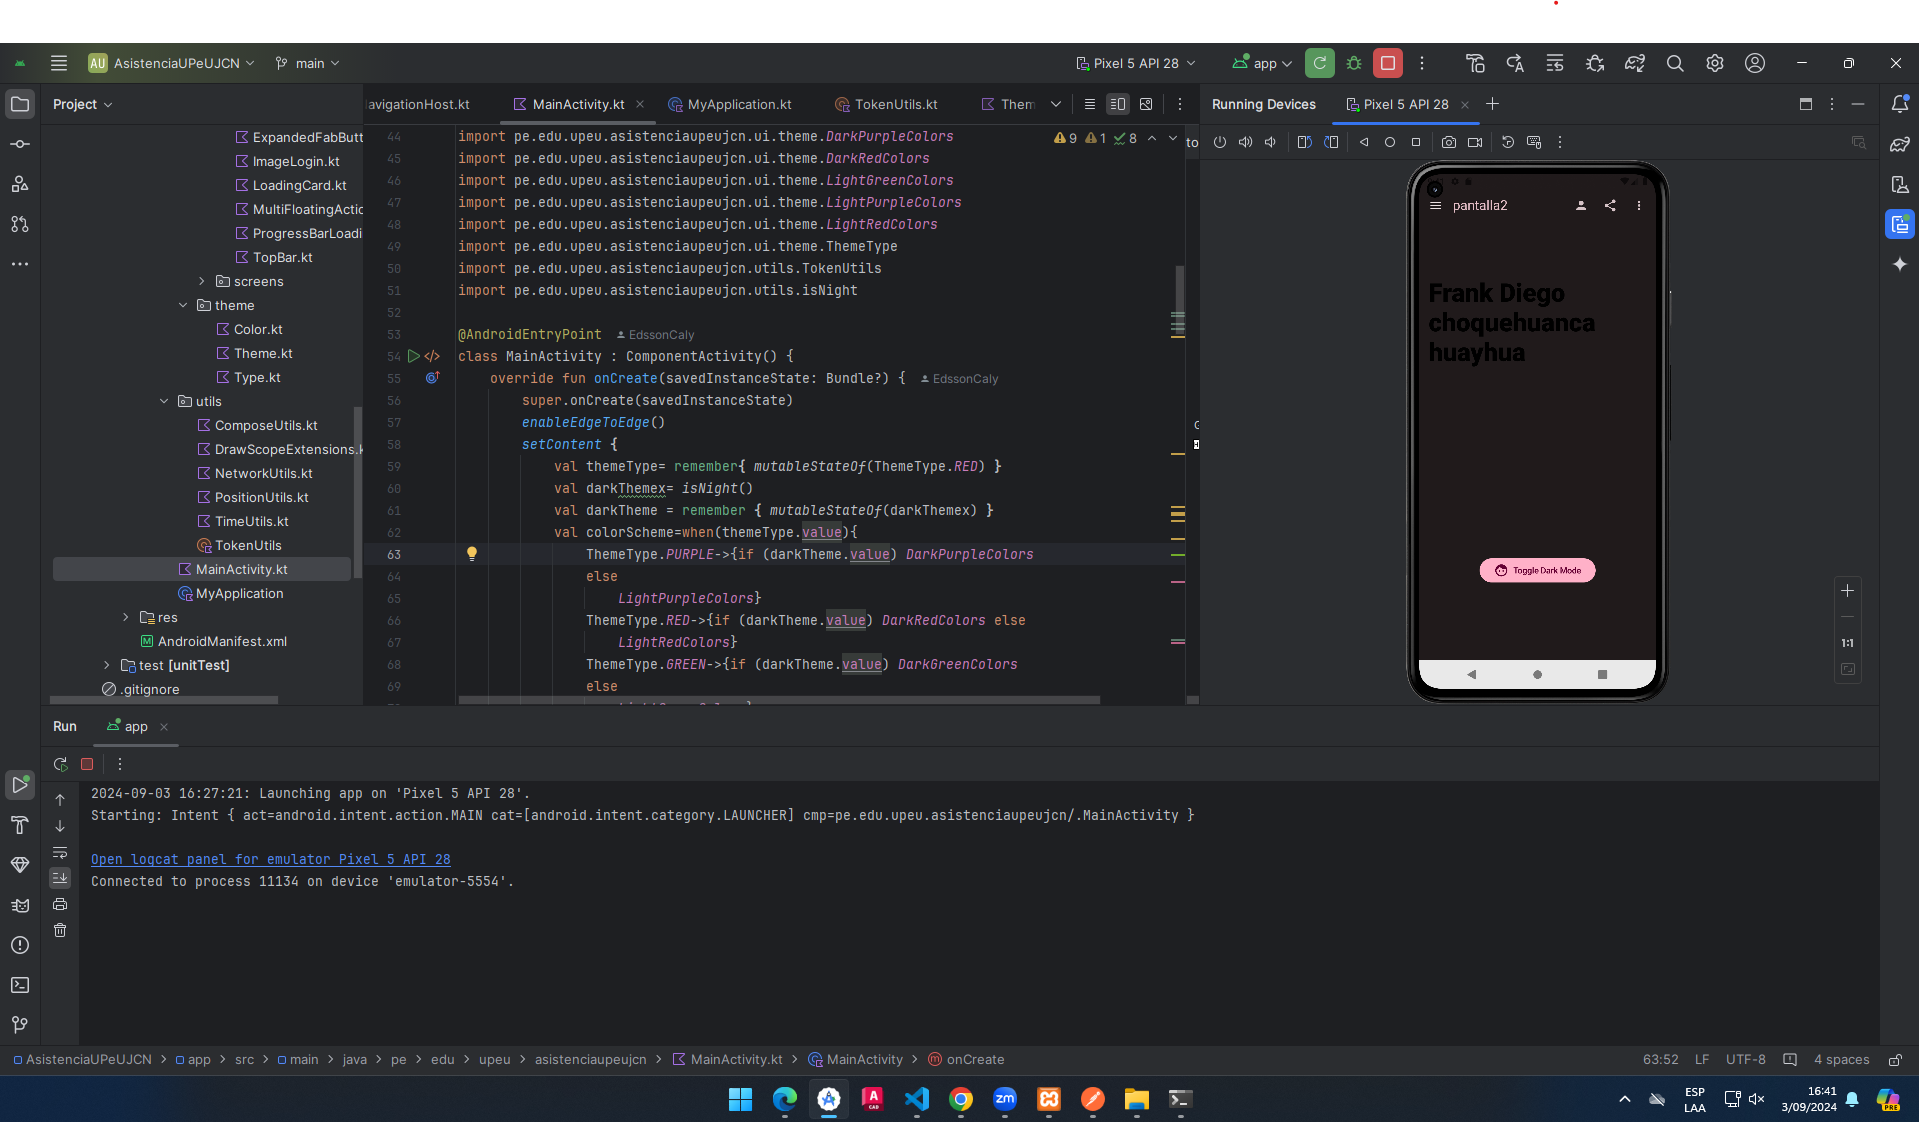 AU AsistenciaUPeUJCN main Pixel 5 API 28 app
Project
avigationHost.kt MainActivity.kt MyApplication.kt TokenUtils.kt Them
Running Devices Pixel 5 API 28
ExpandedFabButt
ImageLogin.kt
LoadingCard.kt
MultiFloatingActio
ProgressBarLoadi
TopBar.kt
screens
theme
Color.kt
Theme.kt
Type.kt
utils
ComposeUtils.kt
DrawScopeExtensions.k
NetworkUtils.kt
PositionUtils.kt
TimeUtils.kt
TokenUtils
MainActivity.kt
MyApplication
res
AndroidManifest.xml
test [unitTest]
.gitignore
9 1 8
to
44 import pe.edu.upeu.asistenciaupeujcn.ui.theme.DarkPurpleColors
45 import pe.edu.upeu.asistenciaupeujcn.ui.theme.DarkRedColors
46 import pe.edu.upeu.asistenciaupeujcn.ui.theme.LightGreenColors
47 import pe.edu.upeu.asistenciaupeujcn.ui.theme.LightPurpleColors
48 import pe.edu.upeu.asistenciaupeujcn.ui.theme.LightRedColors
49 import pe.edu.upeu.asistenciaupeujcn.ui.theme.ThemeType
50 import pe.edu.upeu.asistenciaupeujcn.utils.TokenUtils
51 import pe.edu.upeu.asistenciaupeujcn.utils.isNight
52
53 @AndroidEntryPoint EdssonCaly
54 class MainActivity : ComponentActivity() {
55 override fun onCreate(savedInstanceState: Bundle?) { EdssonCaly
56 super.onCreate(savedInstanceState)
57 enableEdgeToEdge()
58 setContent {
59 val themeType= remember{ mutableStateOf(ThemeType.RED) }
60 val darkThemex= isNight()
61 val darkTheme = remember { mutableStateOf(darkThemex) }
62 val colorScheme=when(themeType.value){
63 ThemeType.PURPLE->{if (darkTheme.value) DarkPurpleColors
64 else
65 LightPurpleColors}
66 ThemeType.RED->{if (darkTheme.value) DarkRedColors else
67 LightRedColors}
68 ThemeType.GREEN->{if (darkTheme.value) DarkGreenColors
69 else
pantalla2
Frank Diego
choquehuanca
huayhua
Toggle Dark Mode
1:1
Run app
2024-09-03 16:27:21: Launching app on 'Pixel 5 API 28'.
Starting: Intent { act=android.intent.action.MAIN cat=[android.intent.category.LAUNCHER] cmp=pe.edu.upeu.asistenciaupeujcn/.MainActivity }
Open logcat panel for emulator Pixel 5 API 28
Connected to process 11134 on device 'emulator-5554'.
AsistenciaUPeUJCN > app > src > main > java > pe > edu > upeu > asistenciaupeujcn > MainActivity.kt > MainActivity > onCreate
63:52 LF UTF-8 4 spaces
A CAD zm
ESP
LAA
16:41
3/09/2024
PRE